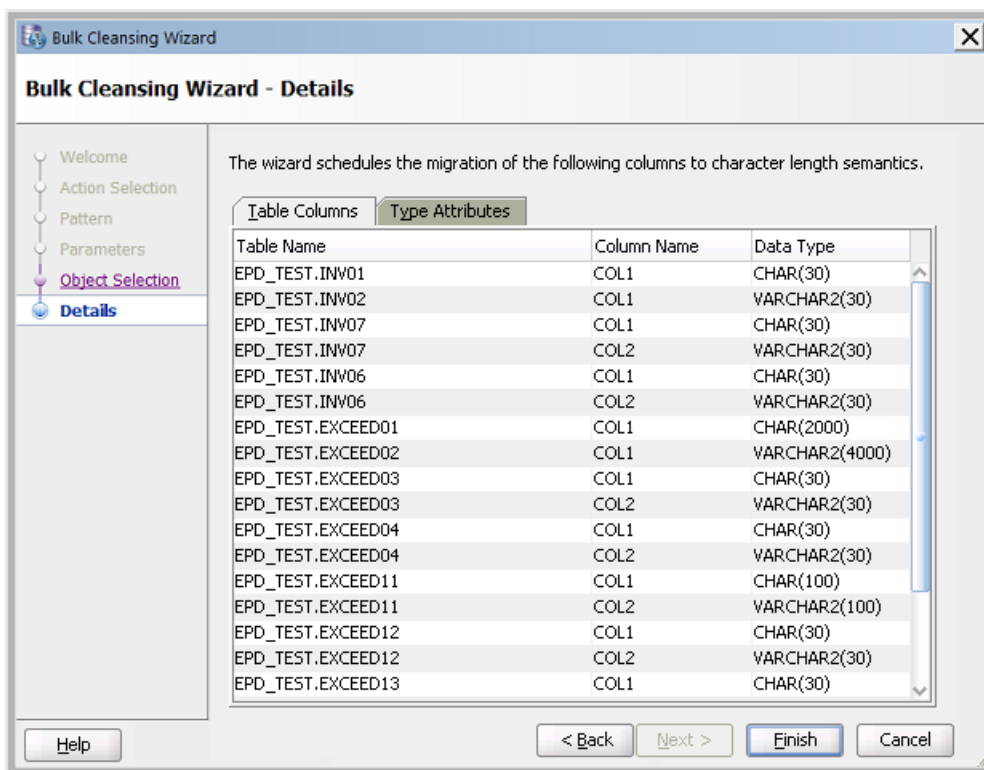 Bulk Cleansing Wizard
Bulk Cleansing Wizard - Details
Welcome
Action Selection
Pattern
Parameters
Object Selection
Details
The wizard schedules the migration of the following columns to character length semantics.
Table Columns Type Attributes
Table Name Column Name Data Type
EPD_TEST.INV01 COL1 CHAR(30)
EPD_TEST.INV02 COL1 VARCHAR2(30)
EPD_TEST.INV07 COL1 CHAR(30)
EPD_TEST.INV07 COL2 VARCHAR2(30)
EPD_TEST.INV06 COL1 CHAR(30)
EPD_TEST.INV06 COL2 VARCHAR2(30)
EPD_TEST.EXCEED01 COL1 CHAR(2000)
EPD_TEST.EXCEED02 COL1 VARCHAR2(4000)
EPD_TEST.EXCEED03 COL1 CHAR(30)
EPD_TEST.EXCEED03 COL2 VARCHAR2(30)
EPD_TEST.EXCEED04 COL1 CHAR(30)
EPD_TEST.EXCEED04 COL2 VARCHAR2(30)
EPD_TEST.EXCEED11 COL1 CHAR(100)
EPD_TEST.EXCEED11 COL2 VARCHAR2(100)
EPD_TEST.EXCEED12 COL1 CHAR(30)
EPD_TEST.EXCEED12 COL2 VARCHAR2(30)
EPD_TEST.EXCEED13 COL1 CHAR(30)
Help < Back Next > Finish Cancel